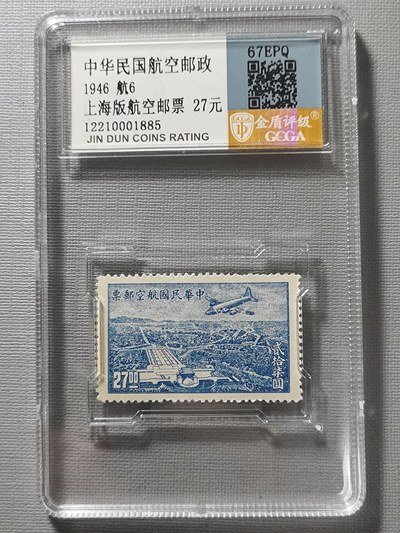 67EPQ
中华民国航空邮政
1946 航6
上海版航空邮票 27元
12210001885
JIN DUN COINS RATING
金盾评级®
GCGA
票郵空航國民華中
貳拾柒圓
27.00